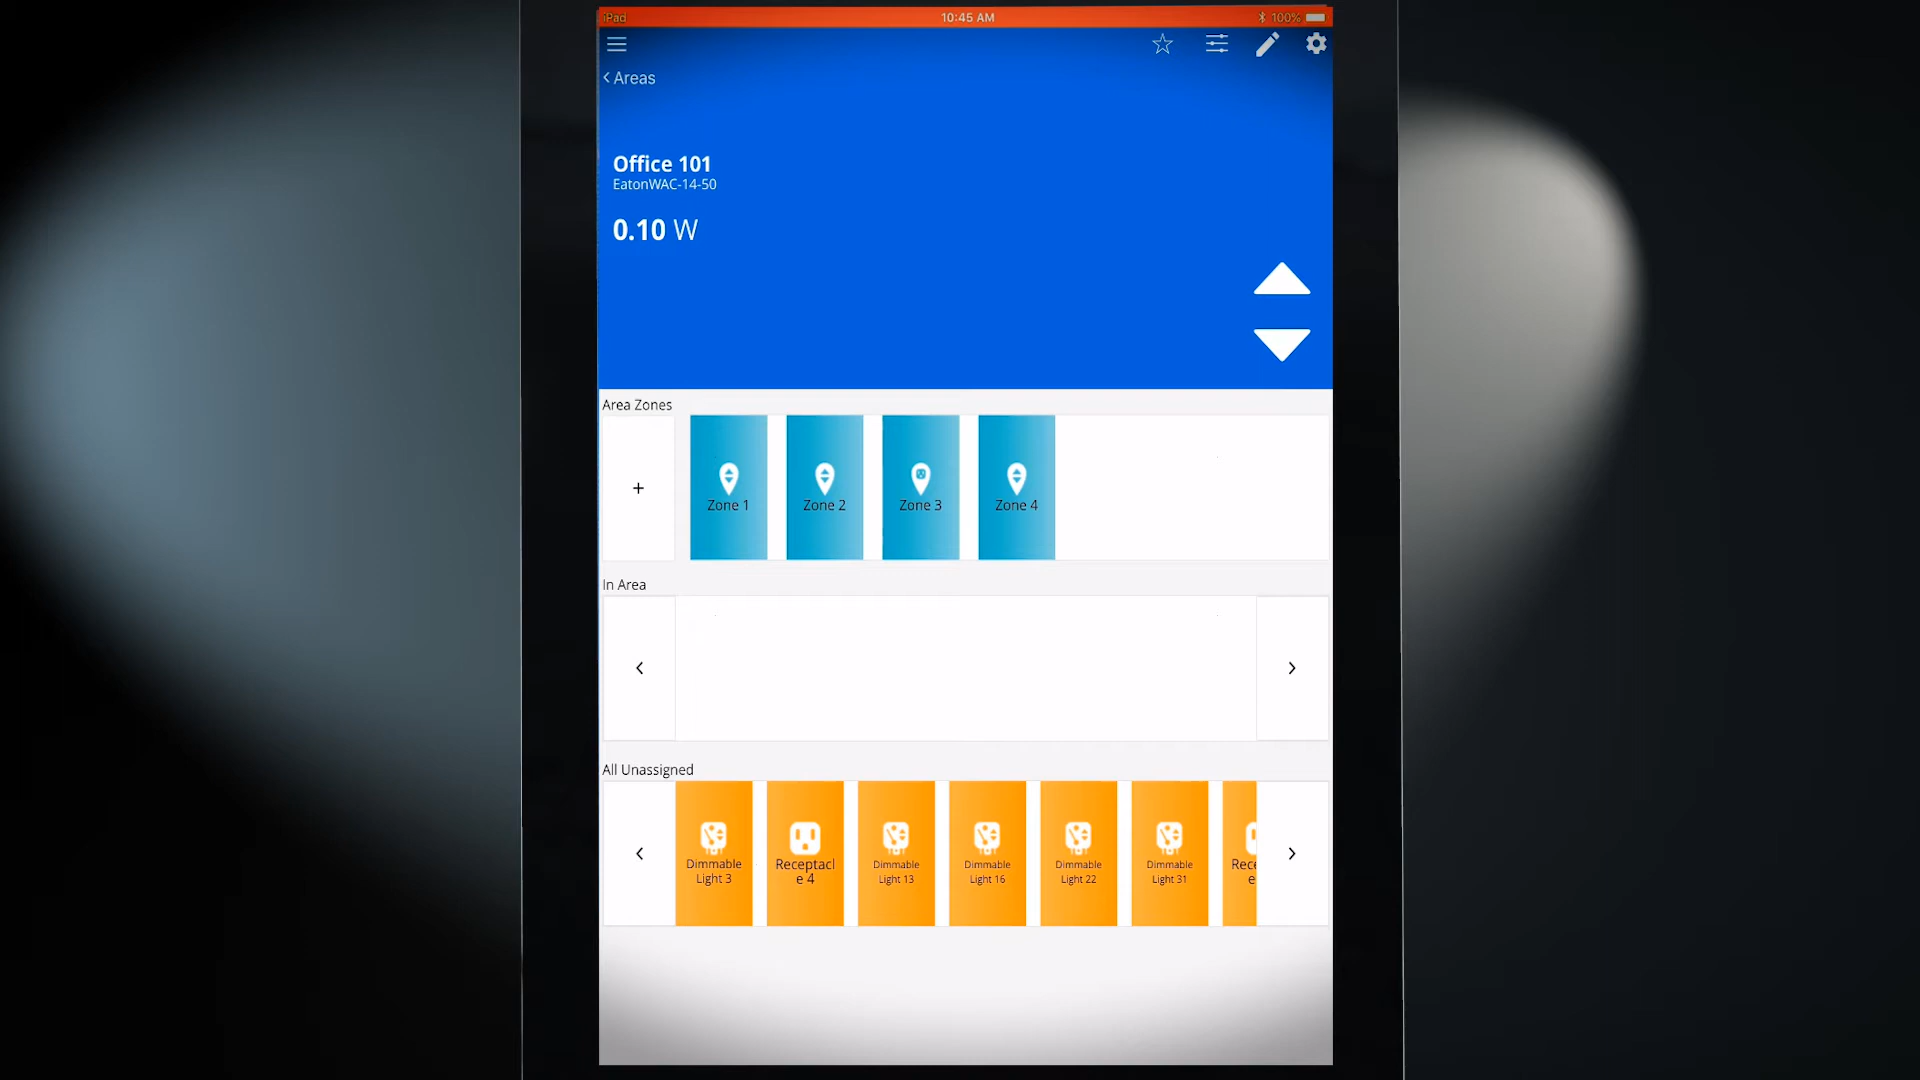 iPad 10:45 AM 100%
Areas
Office 101
EatonWAC-14-50
0.10 W
Area Zones
+
Zone 1 Zone 2 Zone 3 Zone 4
In Area
All Unassigned
Dimmable Receptacl Dimmable Dimmable Dimmable Dimmable Rece
Light 3 e 4 Light 13 Light 16 Light 22 Light 31 e